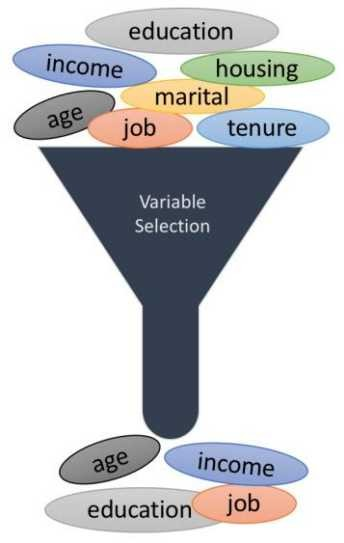 education
income
housing
marital
age
job
tenure
Variable
Selection
age
income
education
job